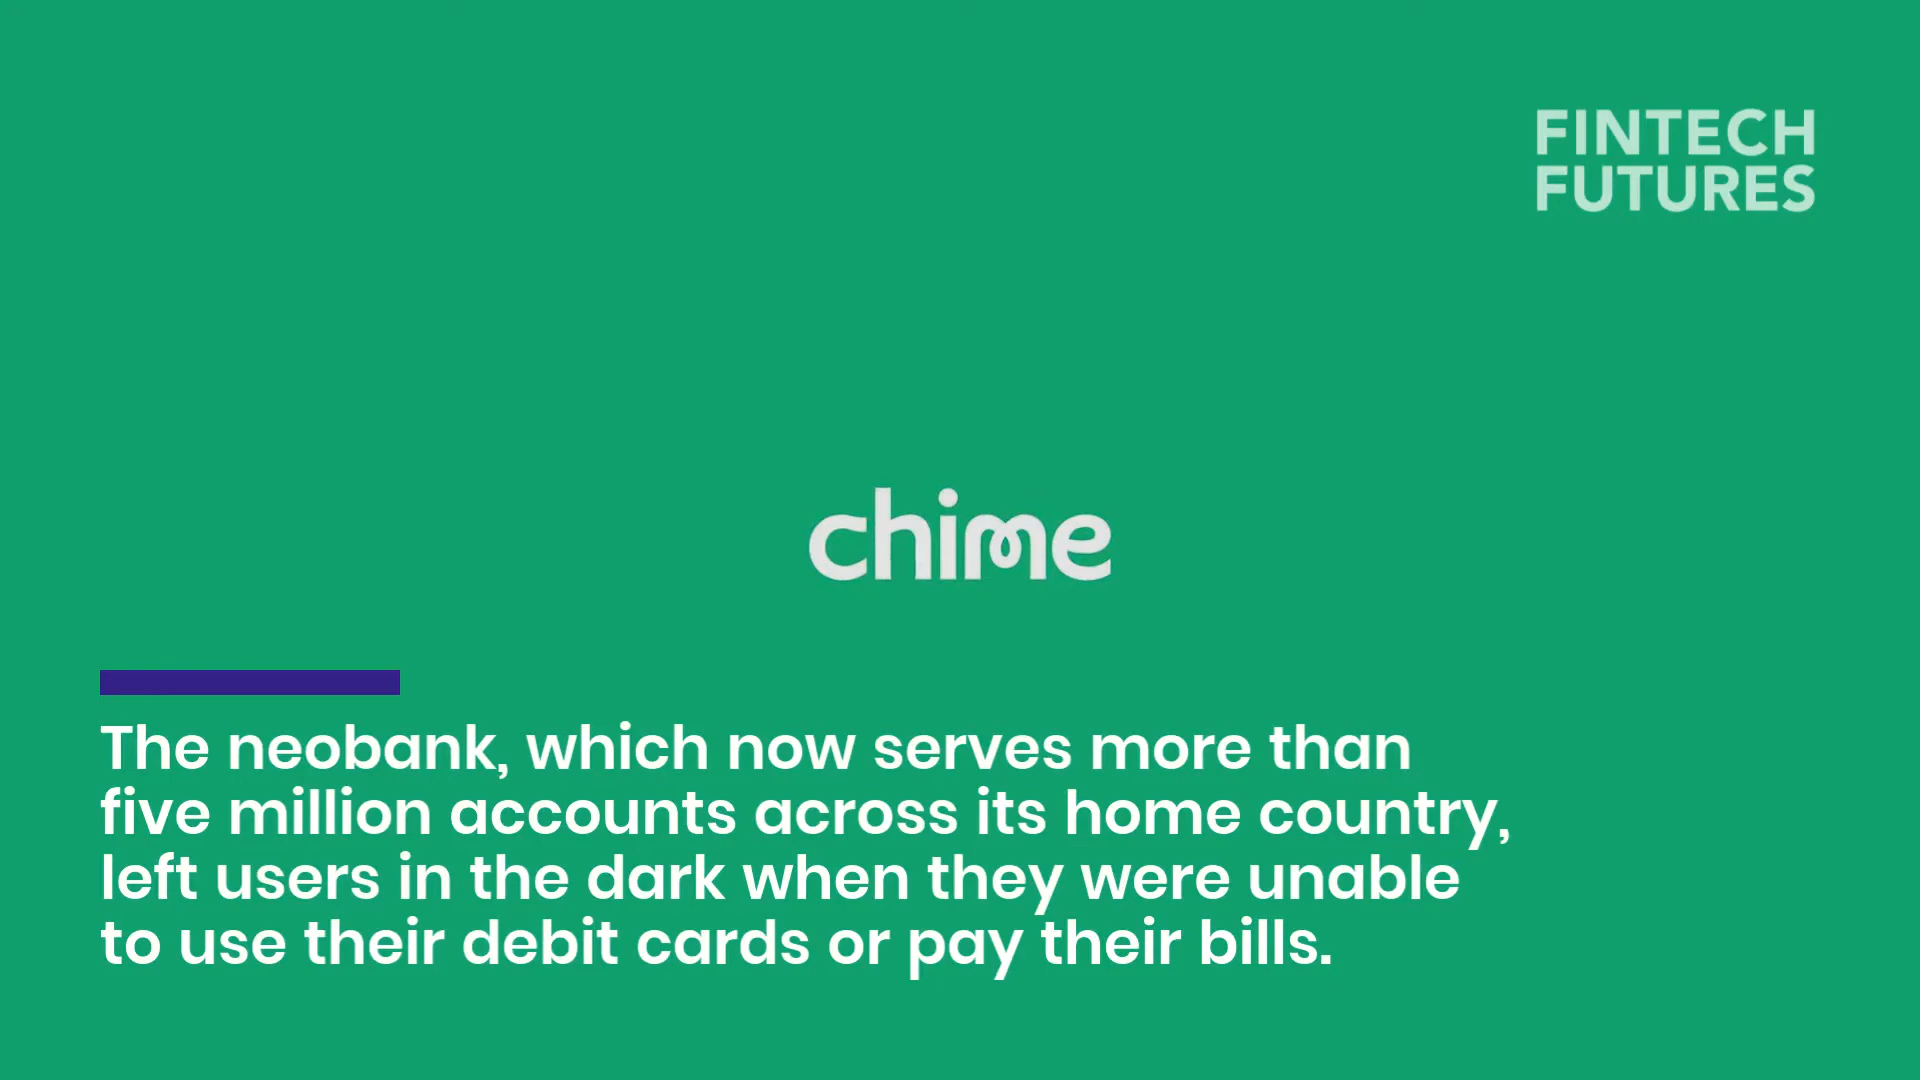 FINTECH
FUTURES
chime
The neobank, which now serves more than
five million accounts across its home country,
left users in the dark when they were unable
to use their debit cards or pay their bills.